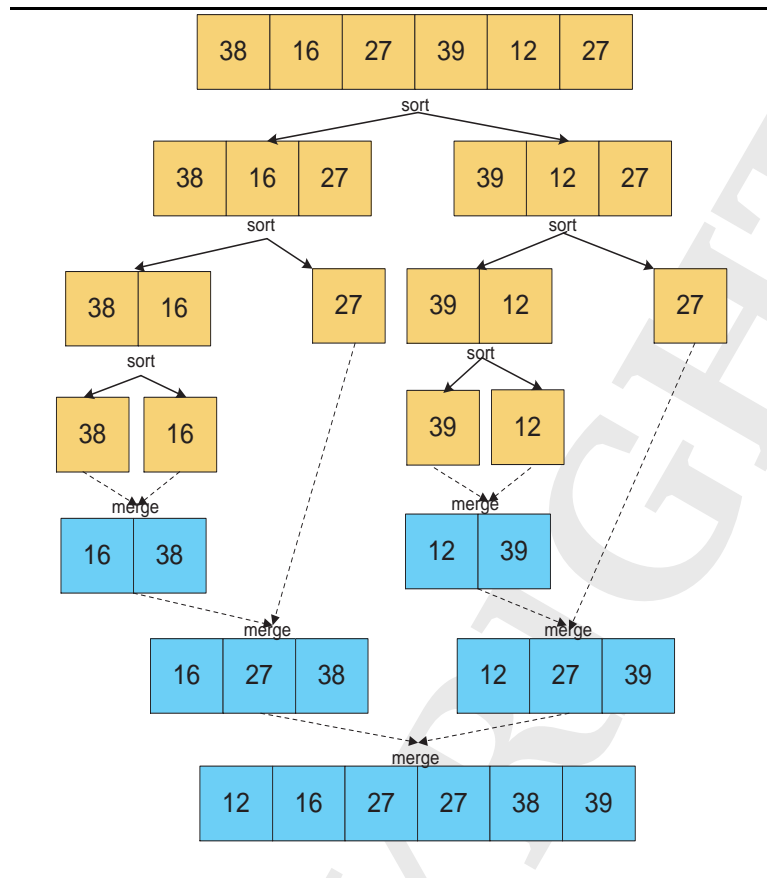 38 16 27 39 12 27
sort
38 16 27 39 12 27
sort sort
38 16 27 39 12 27
sort sort
38 16 39 12
merge merge
16 38 12 39
merge merge
16 27 38 12 27 39
merge
12 16 27 27 38 39